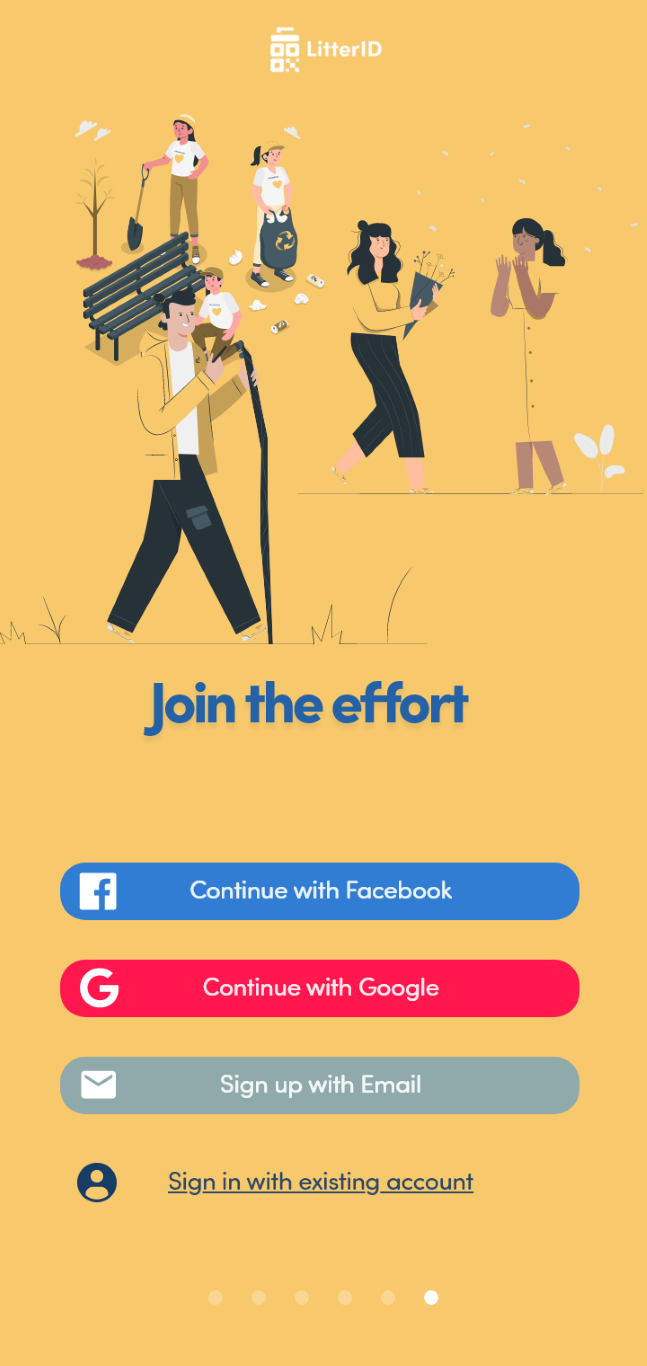 LitterID
Join the effort
Continue with Facebook
Continue with Google
Sign up with Email
Sign in with existing account